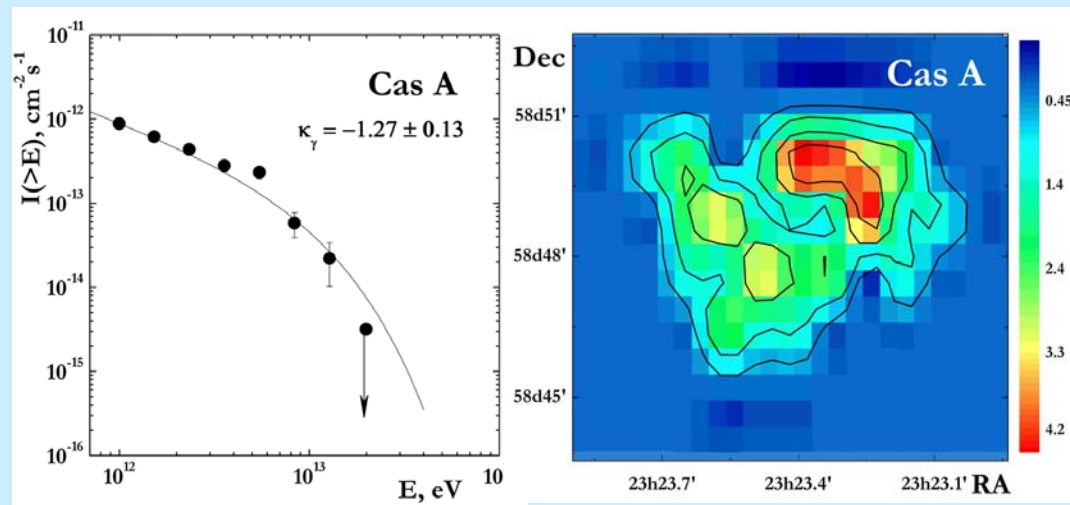 I(>E), cm⁻² s⁻¹
10⁻¹¹
10⁻¹²
10⁻¹³
10⁻¹⁴
10⁻¹⁵
10⁻¹⁶
Cas A
κγ = −1.27 ± 0.13
10¹²
10¹³
10
E, eV
Dec
58d51'
58d48'
58d45'
Cas A
23h23.7'
23h23.4'
23h23.1'
RA
0.45
1.4
2.4
3.3
4.2